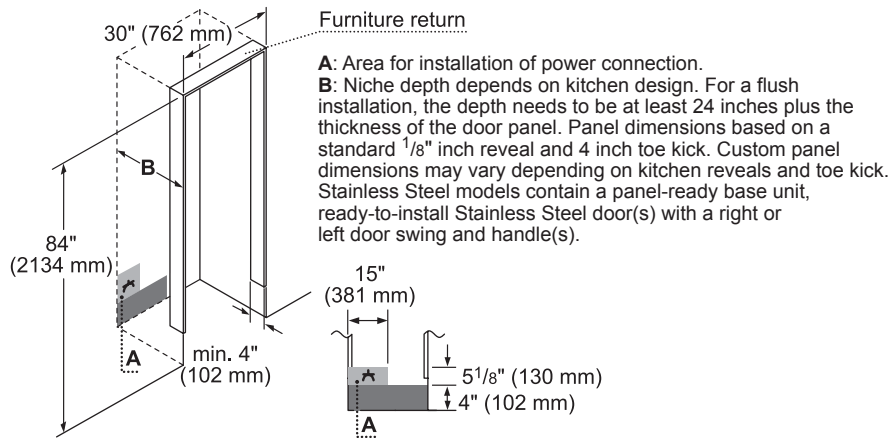 30" (762 mm)
Furniture return
A: Area for installation of power connection.
B: Niche depth depends on kitchen design. For a flush
installation, the depth needs to be at least 24 inches plus the
thickness of the door panel. Panel dimensions based on a
standard 1/8" inch reveal and 4 inch toe kick. Custom panel
dimensions may vary depending on kitchen reveals and toe kick.
Stainless Steel models contain a panel-ready base unit,
ready-to-install Stainless Steel door(s) with a right or
left door swing and handle(s).
B
84"
(2134 mm)
A
min. 4"
(102 mm)
15"
(381 mm)
51/8" (130 mm)
4" (102 mm)
A